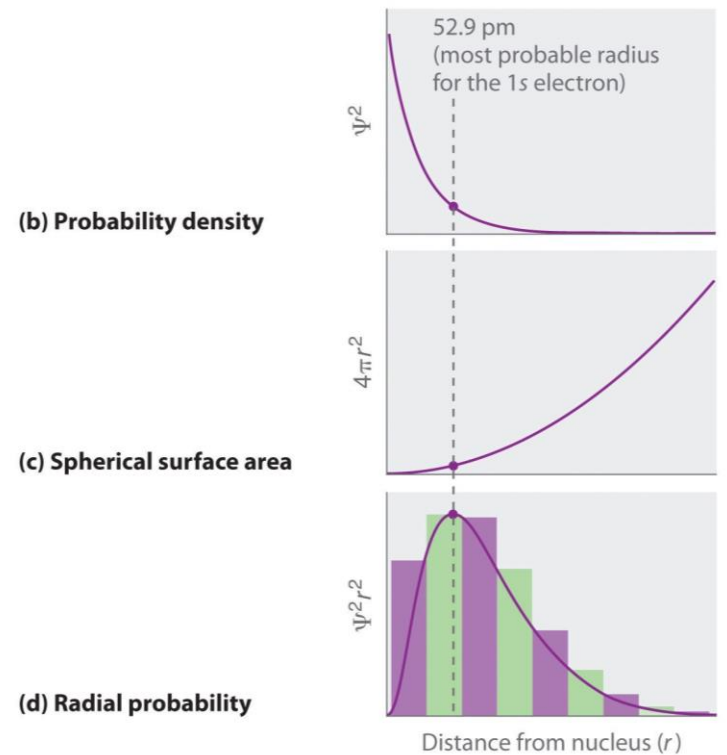 52.9 pm
(most probable radius
for the 1s electron)
Ψ²
(b) Probability density
4πr²
(c) Spherical surface area
Ψ²r²
(d) Radial probability
Distance from nucleus (r)